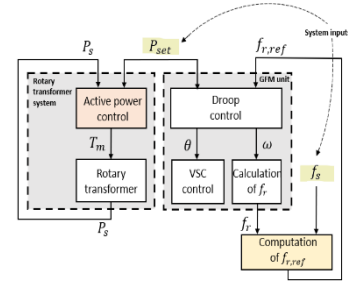 P_s
P_set
f_r,ref
System inputs
Rotary
transformer
system
GFM unit
Active power
control
Droop
control
T_m
θ
ω
f_s
Rotary
transformer
VSC
control
Calculation
of f_r
P_s
f_r
Computation
of f_r,ref